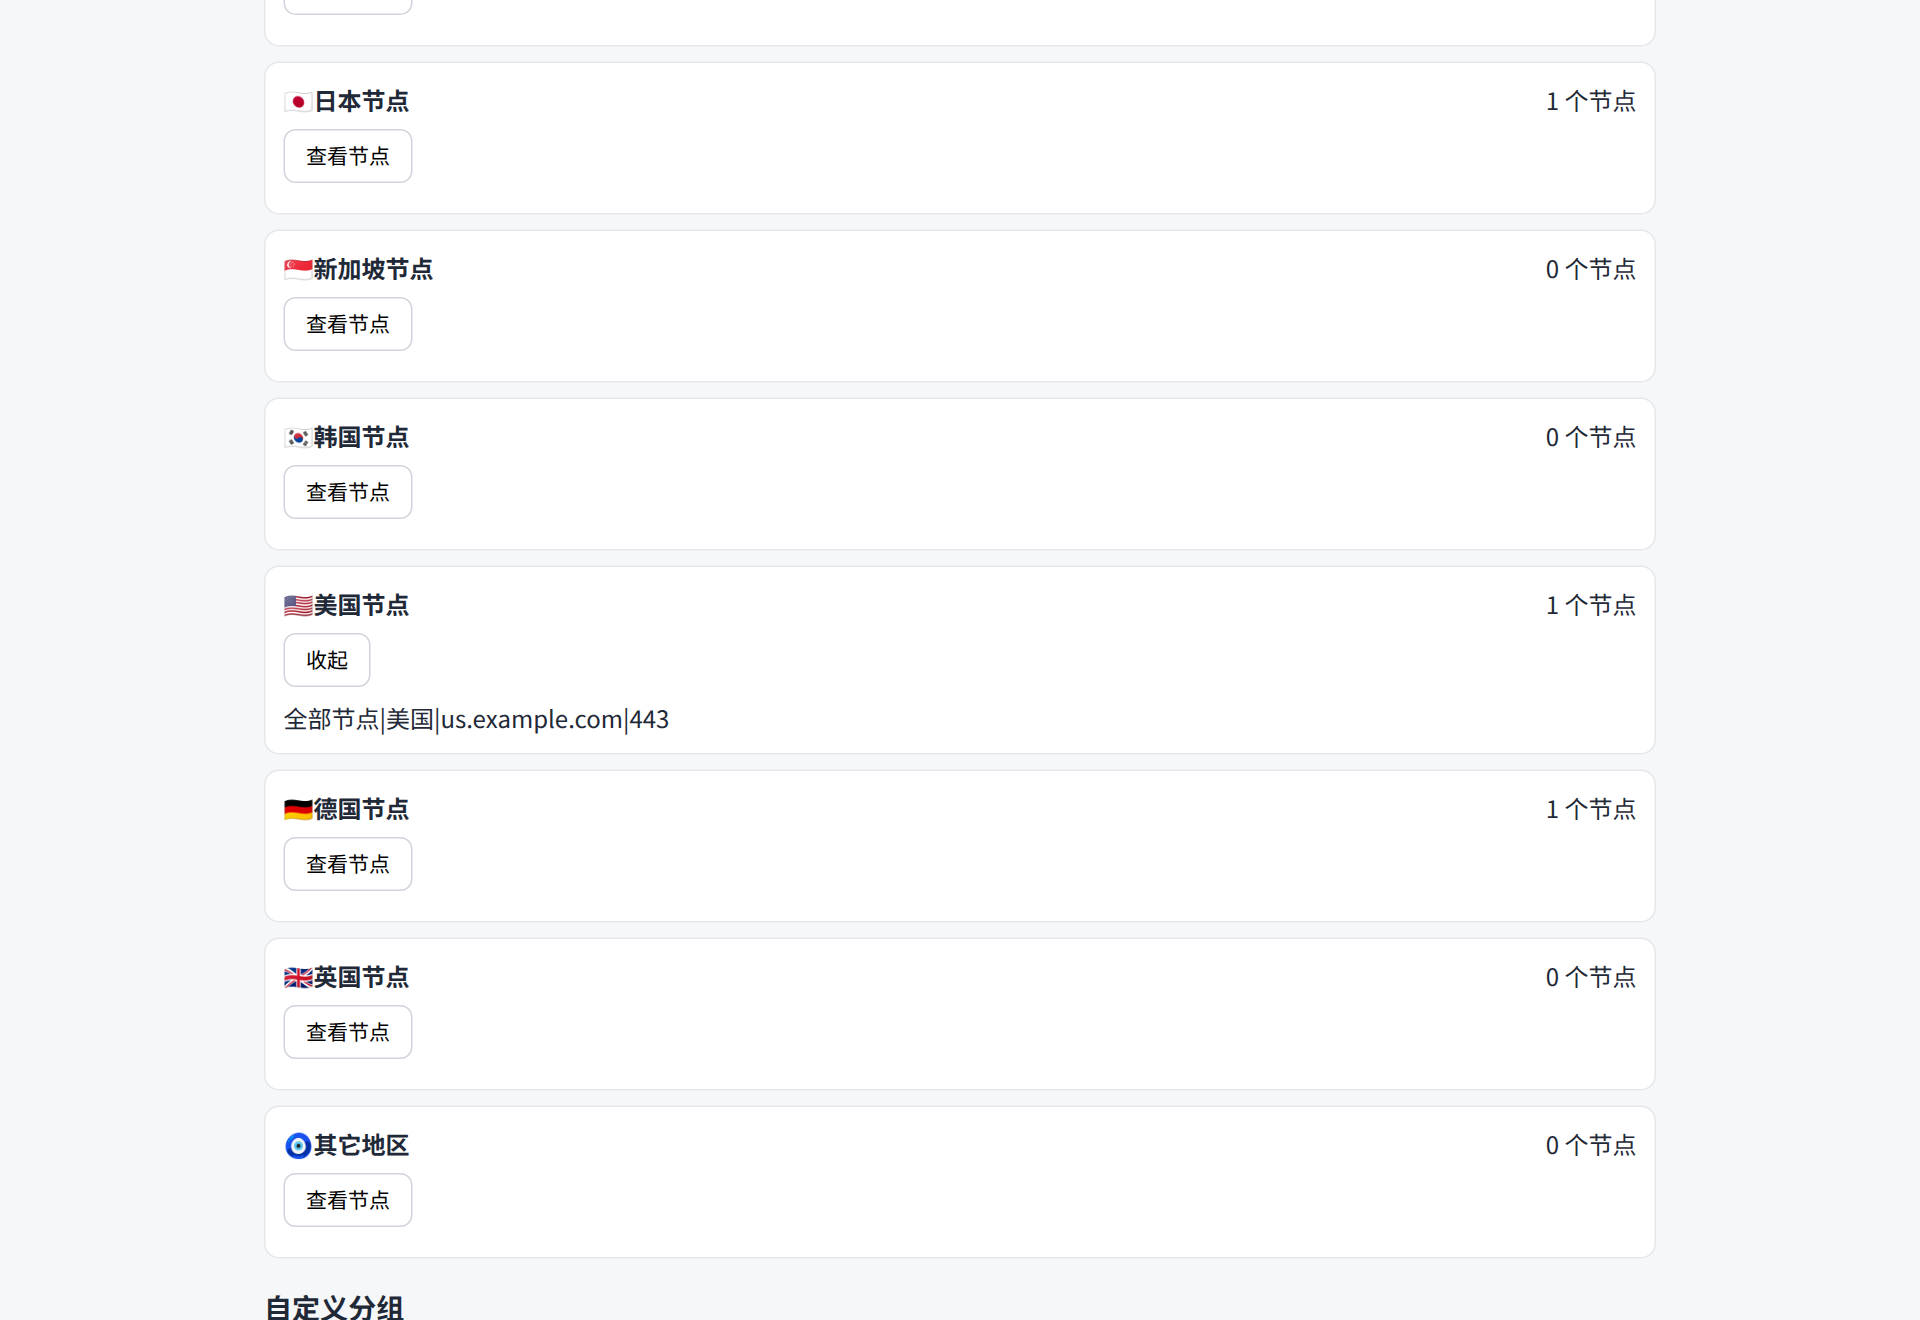 日本节点
1 个节点
查看节点
新加坡节点
0 个节点
查看节点
韩国节点
0 个节点
查看节点
美国节点
1 个节点
收起
全部节点|美国|us.example.com|443
德国节点
1 个节点
查看节点
英国节点
0 个节点
查看节点
其它地区
0 个节点
查看节点
自定义分组